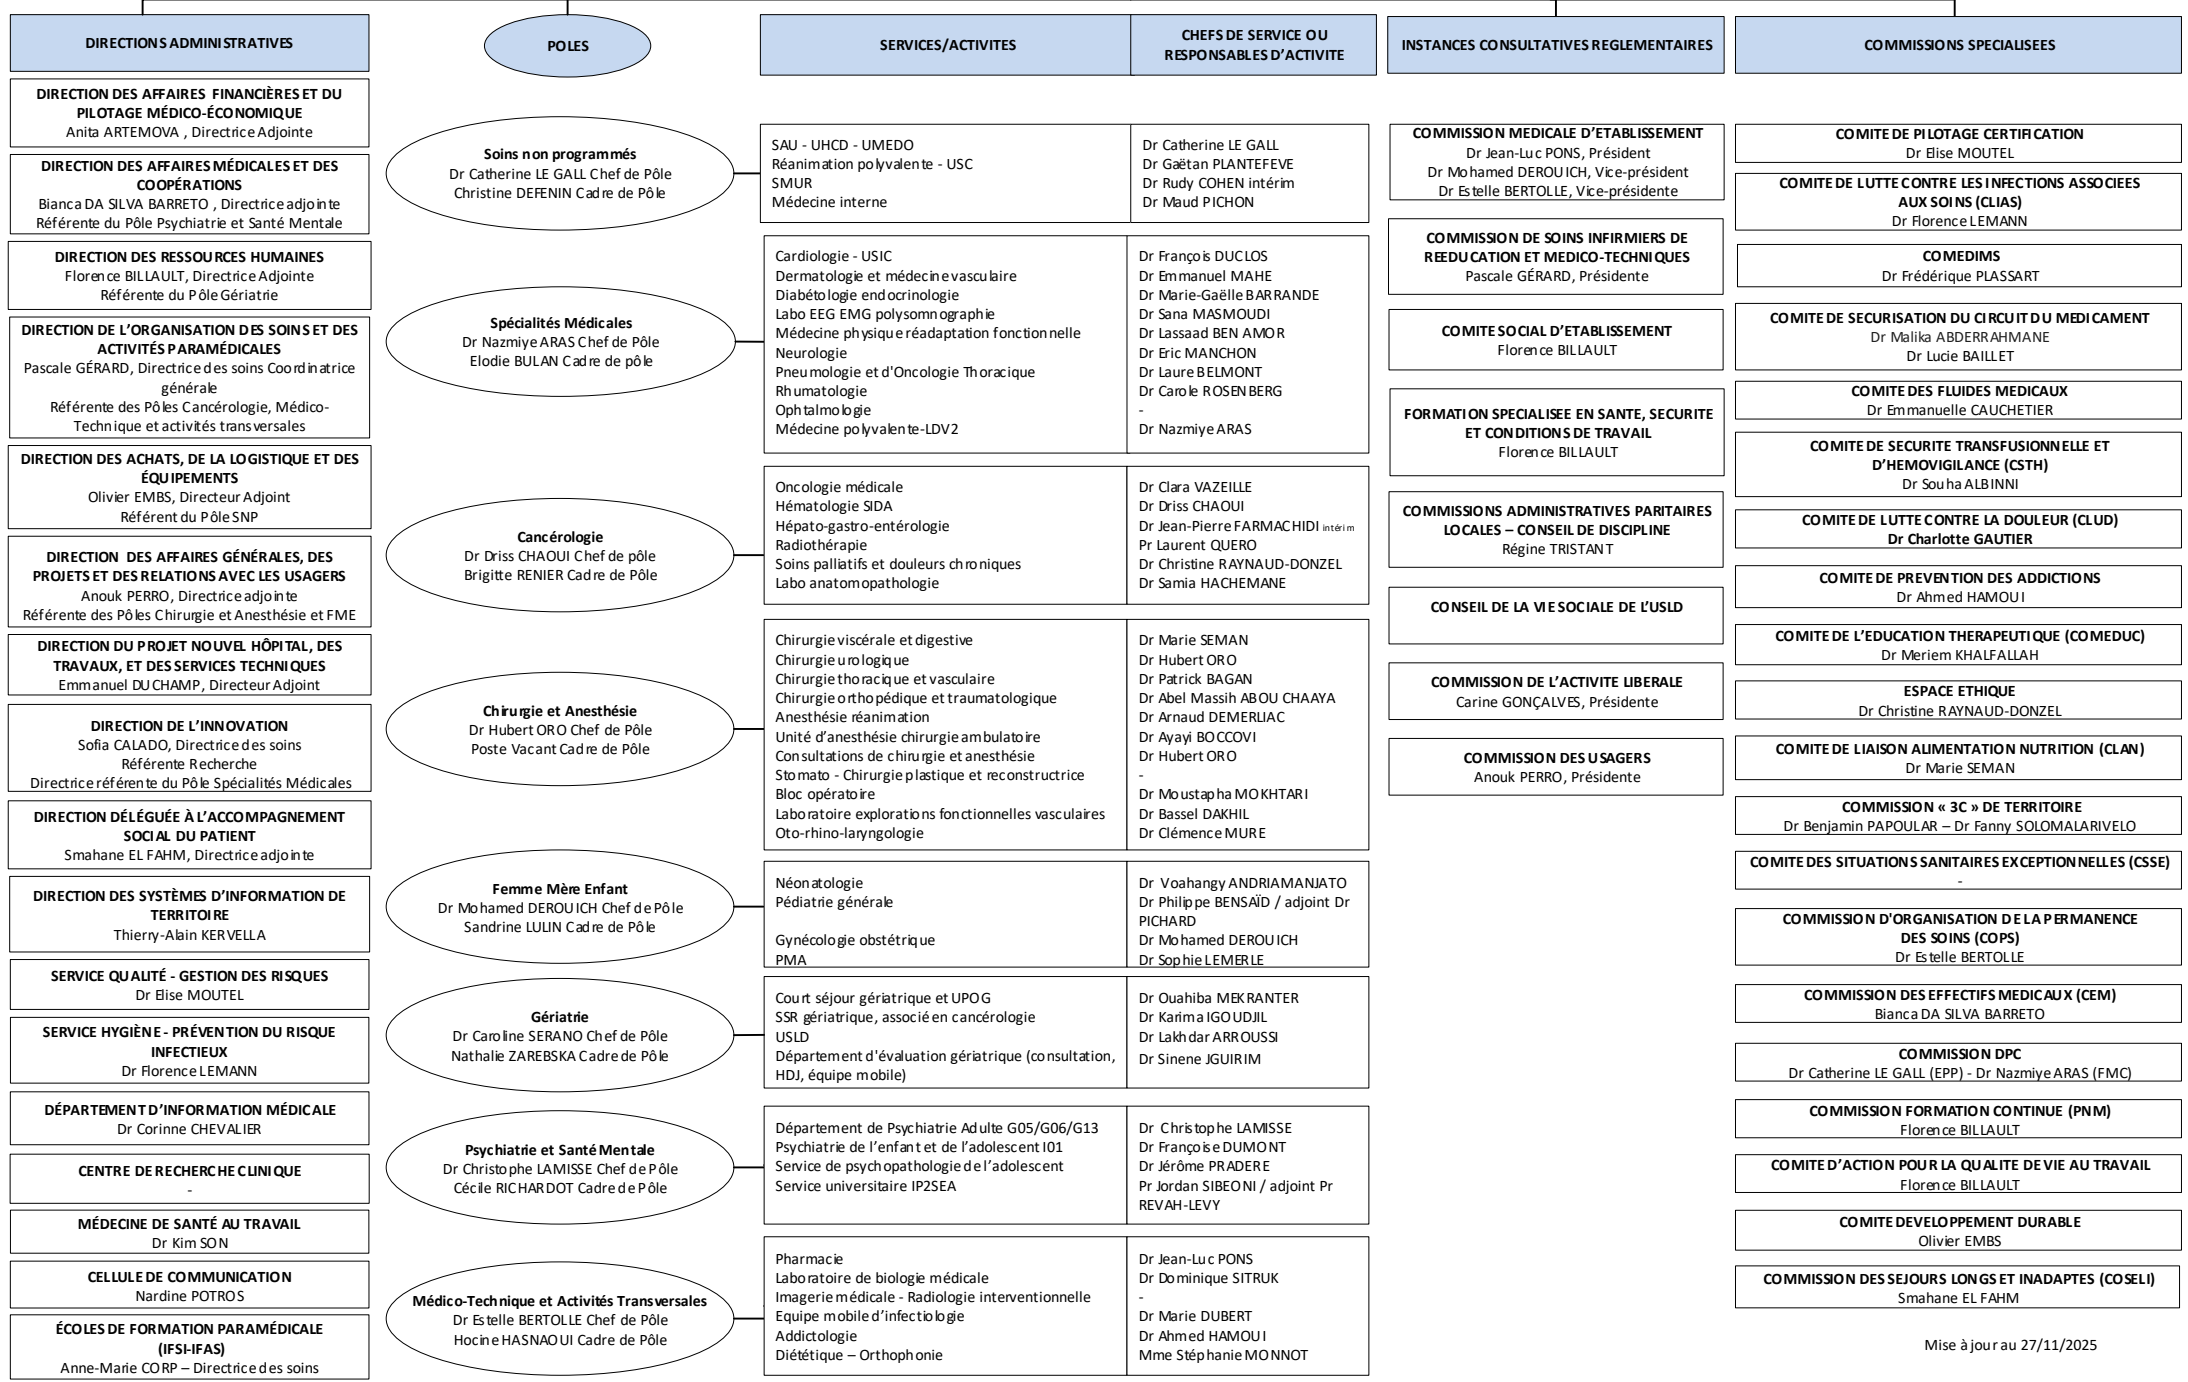 DIRECTIONS ADMINISTRATIVES
DIRECTION DES AFFAIRES FINANCIÈRES ET DU
PILOTAGE MÉDICO-ÉCONOMIQUE
Anita ARTEMOVA , Directrice Adjointe
DIRECTION DES AFFAIRES MÉDICALES ET DES
COOPÉRATIONS
Bianca DA SILVA BARRETO , Directrice adjointe
Référente du Pôle Psychiatrie et Santé Mentale
DIRECTION DES RESSOURCES HUMAINES
Florence BILLAULT, Directrice Adjointe
Référente du Pôle Gériatrie
DIRECTION DE L'ORGANISATION DES SOINS ET DES
ACTIVITÉS PARAMÉDICALES
Pascale GÉRARD, Directrice des soins Coordinatrice
générale
Référente des Pôles Cancérologie, Médico-
Technique et activités transversales
DIRECTION DES ACHATS, DE LA LOGISTIQUE ET DES
ÉQUIPEMENTS
Olivier EMBS, Directeur Adjoint
Référent du Pôle SNP
DIRECTION DES AFFAIRES GÉNÉRALES, DES
PROJETS ET DES RELATIONS AVEC LES USAGERS
Anouk PERRO, Directrice adjointe
Référente des Pôles Chirurgie et Anesthésie et FME
DIRECTION DU PROJET NOUVEL HÔPITAL, DES
TRAVAUX, ET DES SERVICES TECHNIQUES
Emmanuel DUCHAMP, Directeur Adjoint
DIRECTION DE L'INNOVATION
Sofia CALADO, Directrice des soins
Référente Recherche
Directrice référente du Pôle Spécialités Médicales
DIRECTION DÉLÉGUÉE À L'ACCOMPAGNEMENT
SOCIAL DU PATIENT
Smahane EL FAHM, Directrice adjointe
DIRECTION DES SYSTÈMES D'INFORMATION DE
TERRITOIRE
Thierry-Alain KERVELLA
SERVICE QUALITÉ - GESTION DES RISQUES
Dr Elise MOUTEL
SERVICE HYGIÈNE - PRÉVENTION DU RISQUE
INFECTIEUX
Dr Florence LEMANN
DÉPARTEMENT D'INFORMATION MÉDICALE
Dr Corinne CHEVALIER
CENTRE DE RECHERCHE CLINIQUE
-
MÉDECINE DE SANTÉ AU TRAVAIL
Dr Kim SON
CELLULE DE COMMUNICATION
Nardine POTROS
ÉCOLES DE FORMATION PARAMÉDICALE
(IFSI-IFAS)
Anne-Marie CORP – Directrice des soins
POLES
Soins non programmés
Dr Catherine LE GALL Chef de Pôle
Christine DEFENIN Cadre de Pôle
Spécialités Médicales
Dr Nazmiye ARAS Chef de Pôle
Elodie BULAN Cadre de pôle
Cancérologie
Dr Driss CHAOUI Chef de pôle
Brigitte RENIER Cadre de Pôle
Chirurgie et Anesthésie
Dr Hubert ORO Chef de Pôle
Poste Vacant Cadre de Pôle
Femme Mère Enfant
Dr Mohamed DEROUICH Chef de Pôle
Sandrine LULIN Cadre de Pôle
Gériatrie
Dr Caroline SERANO Chef de Pôle
Nathalie ZAREBSKA Cadre de Pôle
Psychiatrie et Santé Mentale
Dr Christophe LAMISSE Chef de Pôle
Cécile RICHARDOT Cadre de Pôle
Médico-Technique et Activités Transversales
Dr Estelle BERTOLLE Chef de Pôle
Hocine HASNAOUI Cadre de Pôle
SERVICES/ACTIVITES CHEFS DE SERVICE OU
RESPONSABLES D'ACTIVITE
SAU - UHCD - UMEDO Dr Catherine LE GALL
Réanimation polyvalente - USC Dr Gaëtan PLANTEFEVE
SMUR Dr Rudy COHEN intérim
Médecine interne Dr Maud PICHON
Cardiologie - USIC Dr François DUCLOS
Dermatologie et médecine vasculaire Dr Emmanuel MAHE
Diabétologie endocrinologie Dr Marie-Gaëlle BARRANDE
Labo EEG EMG polysomnographie Dr Sana MASMOUDI
Médecine physique réadaptation fonctionnelle Dr Lassaad BEN AMOR
Neurologie Dr Eric MANCHON
Pneumologie et d'Oncologie Thoracique Dr Laure BELMONT
Rhumatologie Dr Carole ROSENBERG
Ophtalmologie -
Médecine polyvalente-LDV2 Dr Nazmiye ARAS
Oncologie médicale Dr Clara VAZEILLE
Hématologie SIDA Dr Driss CHAOUI
Hépato-gastro-entérologie Dr Jean-Pierre FARMACHIDI intérim
Radiothérapie Pr Laurent QUERO
Soins palliatifs et douleurs chroniques Dr Christine RAYNAUD-DONZEL
Labo anatomopathologie Dr Samia HACHEMANE
Chirurgie viscérale et digestive Dr Marie SEMAN
Chirurgie urologique Dr Hubert ORO
Chirurgie thoracique et vasculaire Dr Patrick BAGAN
Chirurgie orthopédique et traumatologique Dr Abel Massih ABOU CHAAYA
Anesthésie réanimation Dr Arnaud DEMERLIAC
Unité d'anesthésie chirurgie ambulatoire Dr Ayayi BOCCOVI
Consultations de chirurgie et anesthésie Dr Hubert ORO
Stomato - Chirurgie plastique et reconstructrice -
Bloc opératoire Dr Moustapha MOKHTARI
Laboratoire explorations fonctionnelles vasculaires Dr Bassel DAKHIL
Oto-rhino-laryngologie Dr Clémence MURE
Néonatologie Dr Voahangy ANDRIAMANJATO
Pédiatrie générale Dr Philippe BENSAÏD / adjoint Dr
PICHARD
Gynécologie obstétrique Dr Mohamed DEROUICH
PMA Dr Sophie LEMERLE
Court séjour gériatrique et UPOG Dr Ouahiba MEKRANTER
SSR gériatrique, associé en cancérologie Dr Karima IGOUDJIL
USLD Dr Lakhdar ARROUSSI
Département d'évaluation gériatrique (consultation, Dr Sinene JGUIRIM
HDJ, équipe mobile)
Département de Psychiatrie Adulte G05/G06/G13 Dr Christophe LAMISSE
Psychiatrie de l'enfant et de l'adolescent I01 Dr Françoise DUMONT
Service de psychopathologie de l'adolescent Dr Jérôme PRADERE
Service universitaire IP2SEA Pr Jordan SIBEONI / adjoint Pr
REVAH-LEVY
Pharmacie Dr Jean-Luc PONS
Laboratoire de biologie médicale Dr Dominique SITRUK
Imagerie médicale - Radiologie interventionnelle -
Equipe mobile d'infectiologie Dr Marie DUBERT
Addictologie Dr Ahmed HAMOUI
Diététique – Orthophonie Mme Stéphanie MONNOT
INSTANCES CONSULTATIVES REGLEMENTAIRES
COMMISSION MEDICALE D'ETABLISSEMENT
Dr Jean-Luc PONS, Président
Dr Mohamed DEROUICH, Vice-président
Dr Estelle BERTOLLE, Vice-présidente
COMMISSION DE SOINS INFIRMIERS DE
REEDUCATION ET MEDICO-TECHNIQUES
Pascale GÉRARD, Présidente
COMITE SOCIAL D'ETABLISSEMENT
Florence BILLAULT
FORMATION SPECIALISEE EN SANTE, SECURITE
ET CONDITIONS DE TRAVAIL
Florence BILLAULT
COMMISSIONS ADMINISTRATIVES PARITAIRES
LOCALES – CONSEIL DE DISCIPLINE
Régine TRISTANT
CONSEIL DE LA VIE SOCIALE DE L'USLD
COMMISSION DE L'ACTIVITE LIBERALE
Carine GONÇALVES, Présidente
COMMISSION DES USAGERS
Anouk PERRO, Présidente
COMMISSIONS SPECIALISEES
COMITE DE PILOTAGE CERTIFICATION
Dr Elise MOUTEL
COMITE DE LUTTE CONTRE LES INFECTIONS ASSOCIEES
AUX SOINS (CLIAS)
Dr Florence LEMANN
COMEDIMS
Dr Frédérique PLASSART
COMITE DE SECURISATION DU CIRCUIT DU MEDICAMENT
Dr Malika ABDERRAHMANE
Dr Lucie BAILLET
COMITE DES FLUIDES MEDICAUX
Dr Emmanuelle CAUCHETIER
COMITE DE SECURITE TRANSFUSIONNELLE ET
D'HEMOVIGILANCE (CSTH)
Dr Souha ALBINNI
COMITE DE LUTTE CONTRE LA DOULEUR (CLUD)
Dr Charlotte GAUTIER
COMITE DE PREVENTION DES ADDICTIONS
Dr Ahmed HAMOUI
COMITE DE L'EDUCATION THERAPEUTIQUE (COMEDUC)
Dr Meriem KHALFALLAH
ESPACE ETHIQUE
Dr Christine RAYNAUD-DONZEL
COMITE DE LIAISON ALIMENTATION NUTRITION (CLAN)
Dr Marie SEMAN
COMMISSION « 3C » DE TERRITOIRE
Dr Benjamin PAPOULAR – Dr Fanny SOLOMALARIVELO
COMITE DES SITUATIONS SANITAIRES EXCEPTIONNELLES (CSSE)
-
COMMISSION D'ORGANISATION DE LA PERMANENCE
DES SOINS (COPS)
Dr Estelle BERTOLLE
COMMISSION DES EFFECTIFS MEDICAUX (CEM)
Bianca DA SILVA BARRETO
COMMISSION DPC
Dr Catherine LE GALL (EPP) - Dr Nazmiye ARAS (FMC)
COMMISSION FORMATION CONTINUE (PNM)
Florence BILLAULT
COMITE D'ACTION POUR LA QUALITE DE VIE AU TRAVAIL
Florence BILLAULT
COMITE DEVELOPPEMENT DURABLE
Olivier EMBS
COMMISSION DES SEJOURS LONGS ET INADAPTES (COSELI)
Smahane EL FAHM
Mise à jour au 27/11/2025